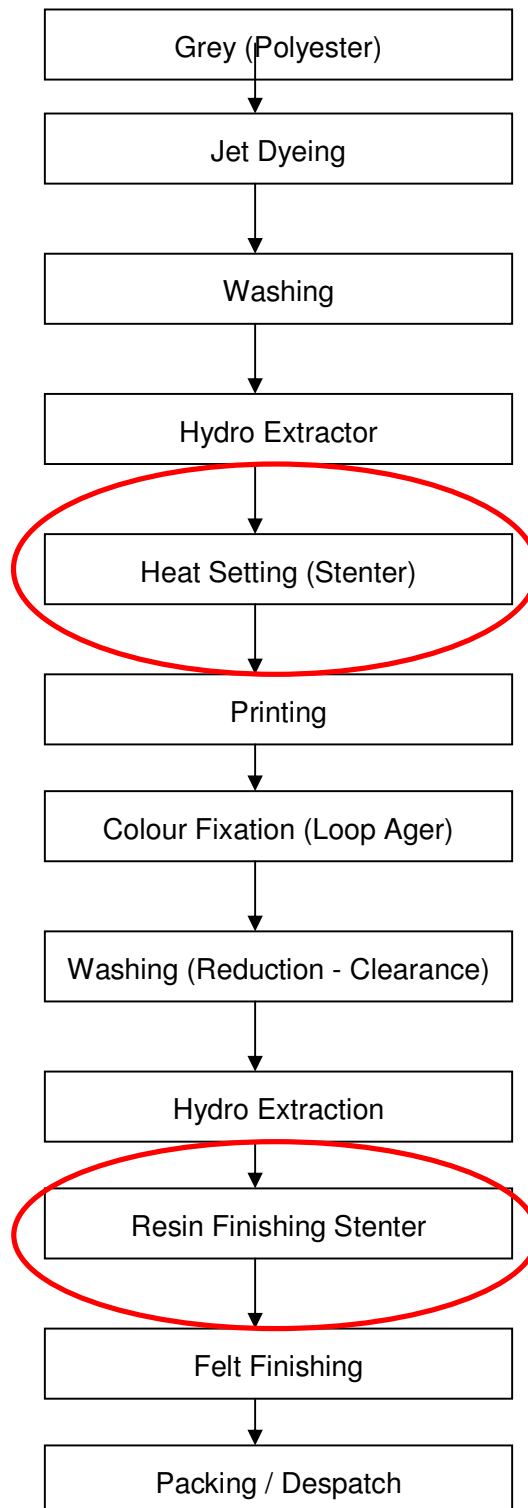 Grey (Polyester)
Jet Dyeing
Washing
Hydro Extractor
Heat Setting (Stenter)
Printing
Colour Fixation (Loop Ager)
Washing (Reduction - Clearance)
Hydro Extraction
Resin Finishing Stenter
Felt Finishing
Packing / Despatch